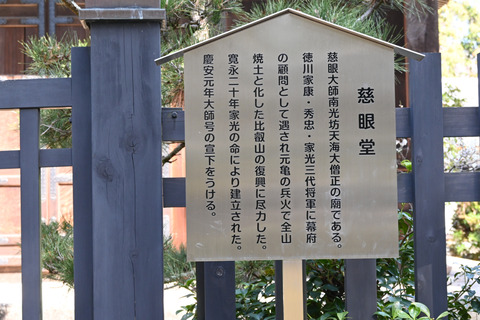 慈眼堂
慈眼大師南光坊天海大僧正の廟である。
徳川家康・秀忠・家光三代将軍に幕府
の顧問として遇され元亀の兵火で全山
焼土と化した比叡山の復興に尽力した。
寛永二十年家光の命により建立された。
慶安元年大師号の宣下をうける。